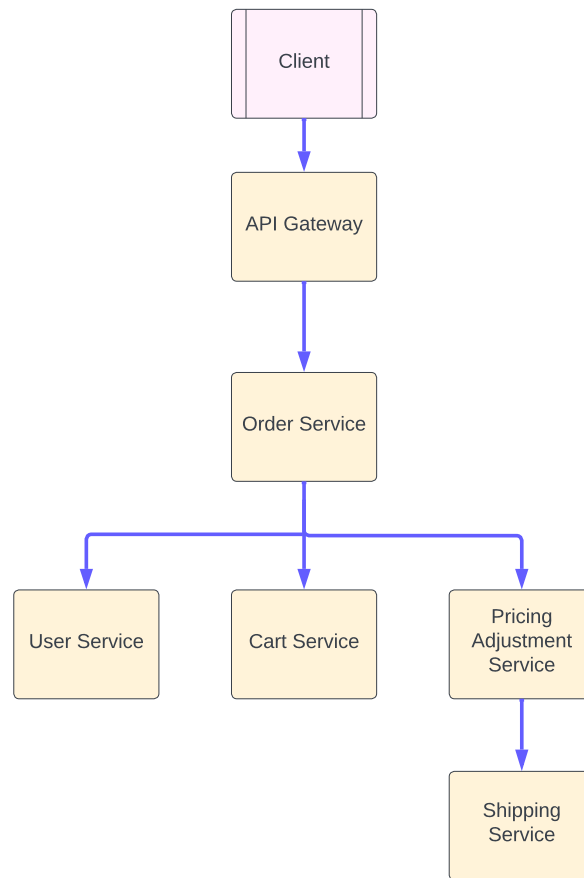 Client
API Gateway
Order Service
User Service
Cart Service
Pricing
Adjustment
Service
Shipping
Service